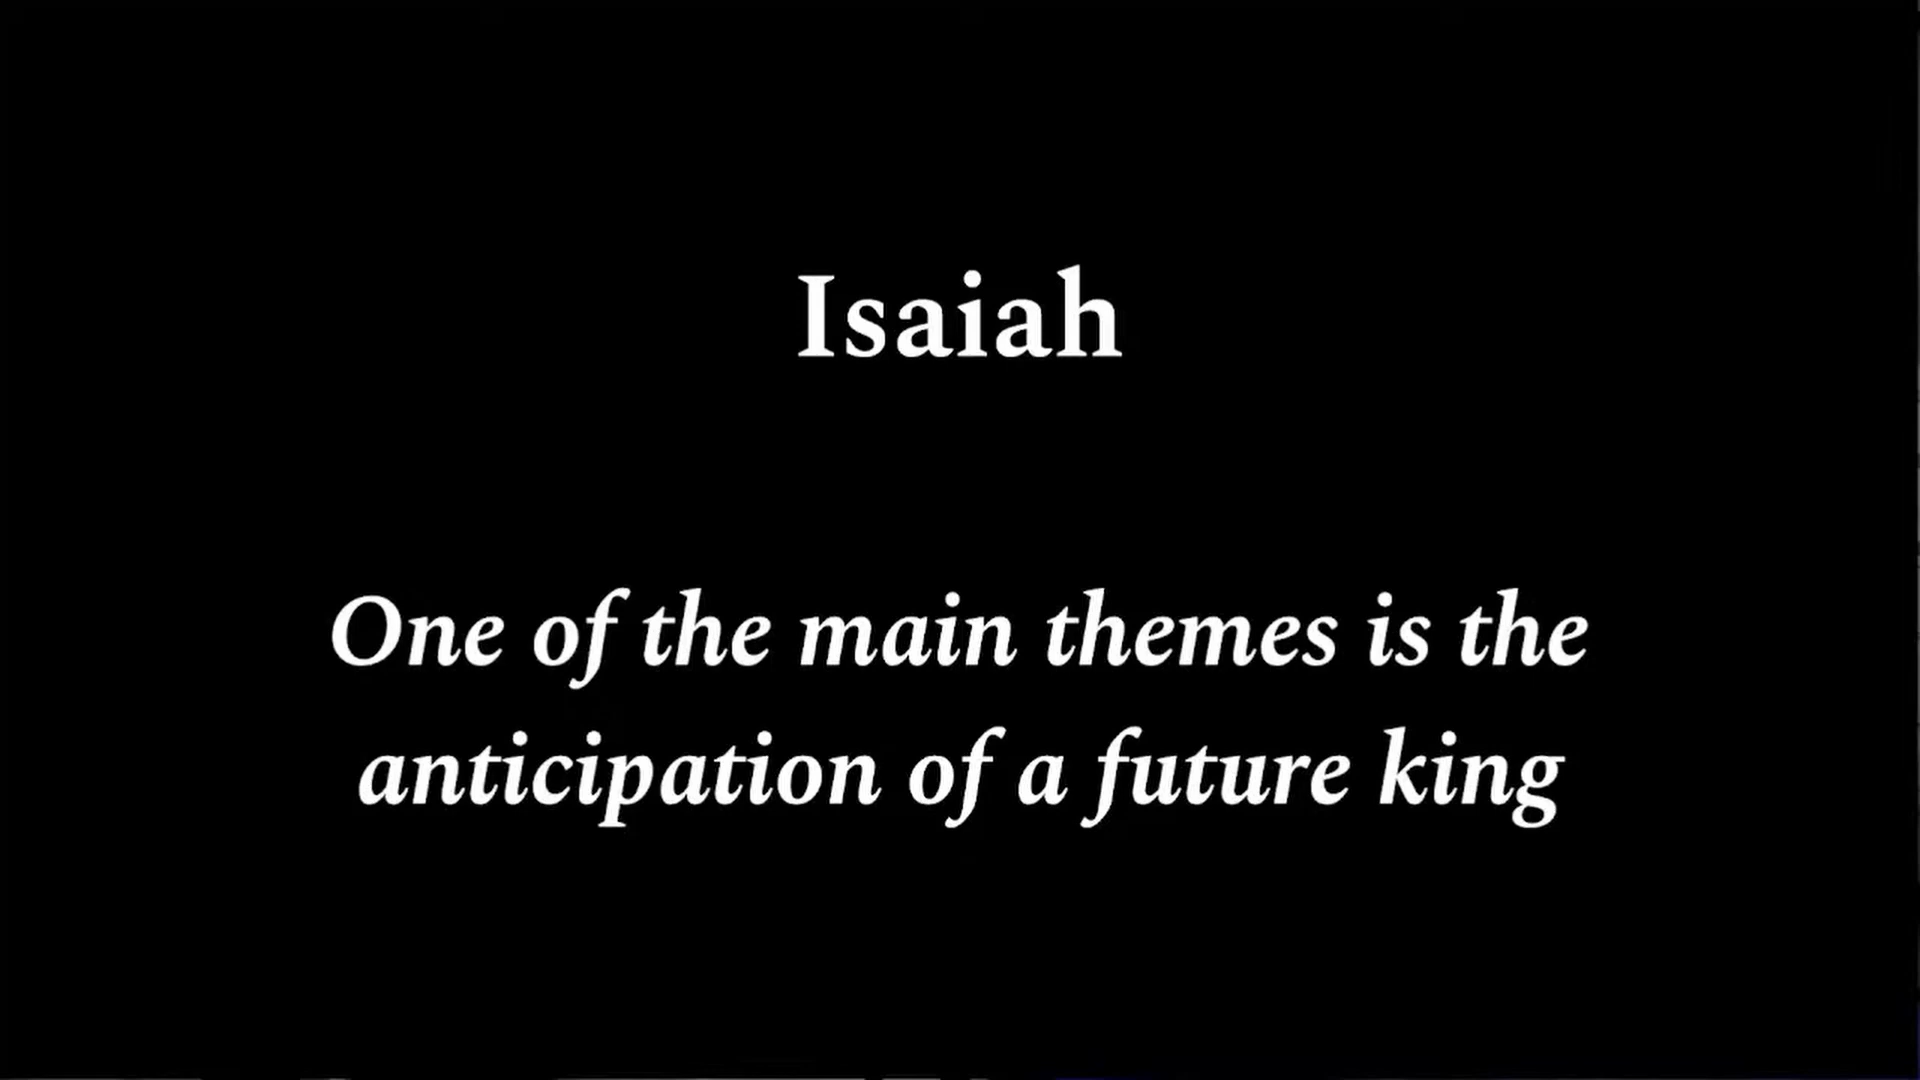 Isaiah
One of the main themes is the
anticipation of a future king